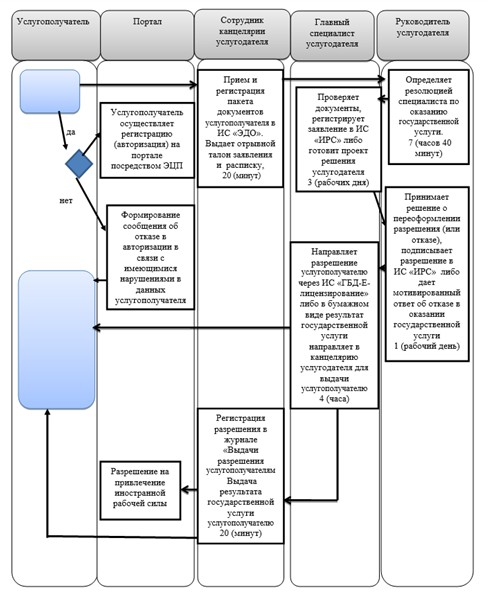 Услугополучатель
Портал
Сотрудник
канцелярии
услугодателя
Главный
специалист
услугодателя
Руководитель
услугодателя
да
нет
Услугополучатель
осуществляет
регистрацию
(авторизация) на
портале
посредством ЭЦП
Формирование
сообщения об
отказе в
авторизации в
связи с
имеющимися
нарушениями в
данных
услугополучателя
Разрешение на
привлечение
иностранной
рабочей силы
Прием и
регистрация
пакета
документов
услугополучателя в
ИС «ЭДО».
Выдает отрывной
талон заявления
и расписку,
20 (минут)
Регистрация
разрешения в
журнале
«Выдачи
разрешения
услугополучателям
Выдача
результата
государственной
услуги
услугополучателю
20 (минут)
Проверяет
документы,
регистрирует
заявление в ИС
«ИРС» либо
готовит проект
решения
услугодателя
3 (рабочих дня)
Направляет
разрешение
услугополучателю
через ИС «ГБД-Е-
лицензирование»
либо в бумажном
виде результат
государственной
услуги
направляет в
канцелярию
услугодателя для
выдачи
услугополучателю
4 (часа)
Определяет
резолюцией
специалиста по
оказанию
государственной
услуги.
7 (часов 40
минут)
Принимает
решение о
переоформлении
разрешения (или
отказе),
подписывает
разрешение в
ИС «ИРС» либо
дает
мотивированный
ответ об отказе в
оказании
государственной
услуги
1 (рабочий день)